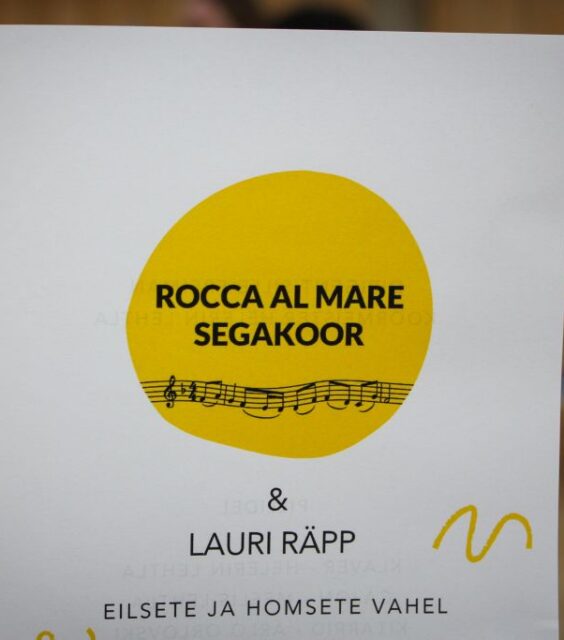 ROCCA AL MARE
SEGAKOOR
&
LAURI RÄPP
EILSETE JA HOMSETE VAHEL